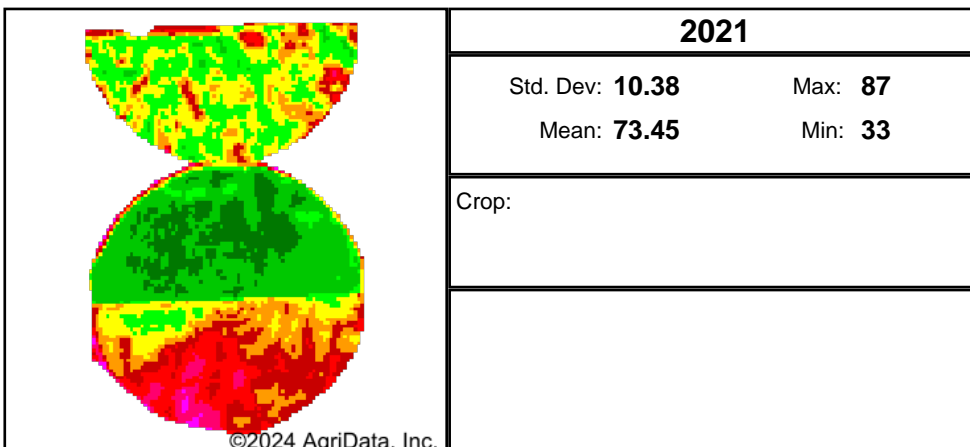 2021
Std. Dev: 10.38 Max: 87
Mean: 73.45 Min: 33
Crop:
©2024 AgriData, Inc.